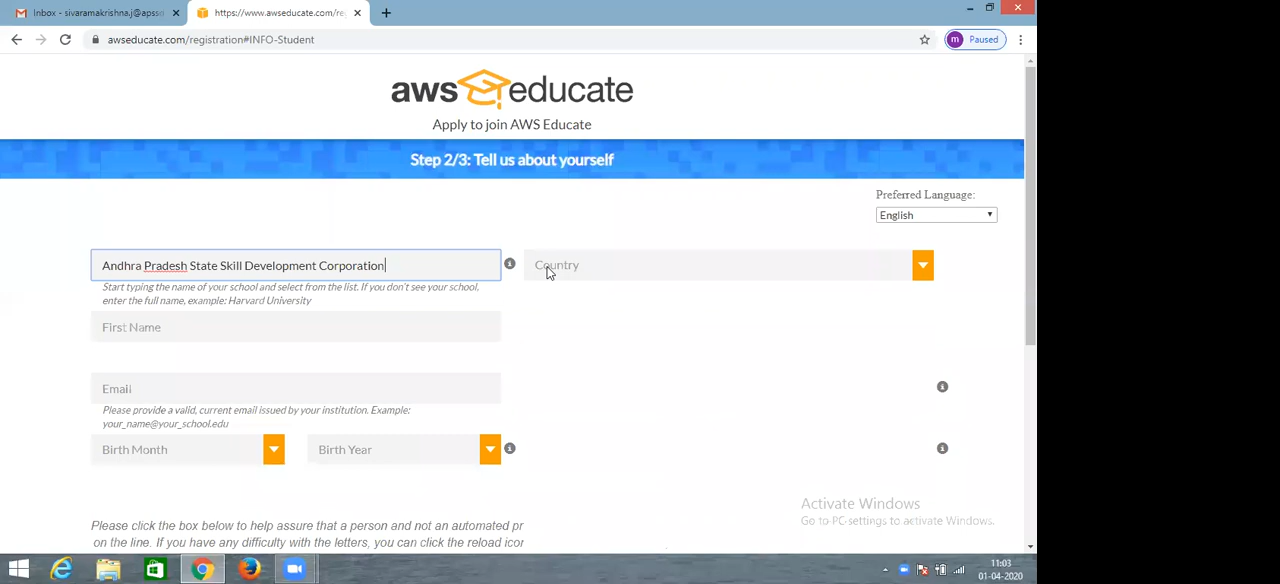 Inbox - sivaramakrishna.j@apssd
https://www.awseducate.com/re
awseducate.com/registration#INFO-Student
m Paused
aws educate
Apply to join AWS Educate
Step 2/3: Tell us about yourself
Preferred Language:
English
Andhra Pradesh State Skill Development Corporation
Country
Start typing the name of your school and select from the list. If you don't see your school,
enter the full name, example: Harvard University
First Name
Email
Please provide a valid, current email issued by your institution. Example:
your_name@your_school.edu
Birth Month
Birth Year
Activate Windows
Go to PC settings to activate Windows.
Please click the box below to help assure that a person and not an automated pr
on the line. If you have any difficulty with the letters, you can click the reload icor
11:03
01-04-2020